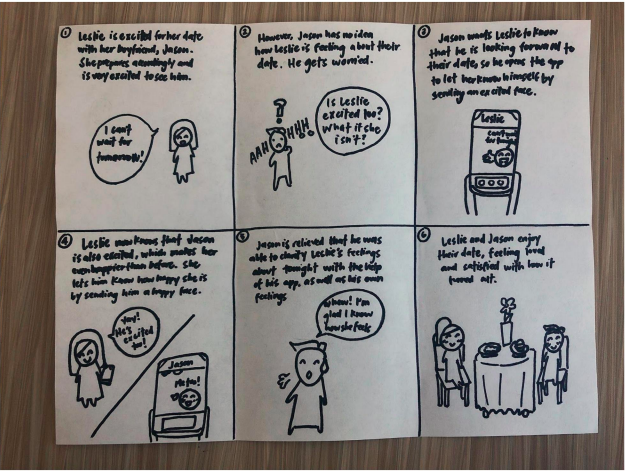 ①
Leslie is excited for her date
with her boyfriend, Jason.
She prepares accordingly and
is very excited to see him.
I can't
wait for
tomorrow!
②
However, Jason has no idea
how Leslie is feeling about their
date. He gets worried.
?
AAHHHH
Is Leslie
excited too?
What if she
isn't?
③
Jason wants Leslie to know
that he is looking forward to
their date, so he opens the app
to let her know himself by
sending an excited face.
Leslie
can't wait
④
Leslie now knows that Jason
is also excited, which makes her
even happier than before. She
lets him know how happy she is
by sending him a happy face.
Yay!
He's
excited
too!
Jason
Me too!
⑤
Jason is relieved that he was
able to clarify Leslie's feelings
about tonight with the help
of his app, as well as his own
feelings
Whew! I'm
glad I know
how she feels
⑥
Leslie and Jason enjoy
their date, feeling loved
and satisfied with how it
turned out.